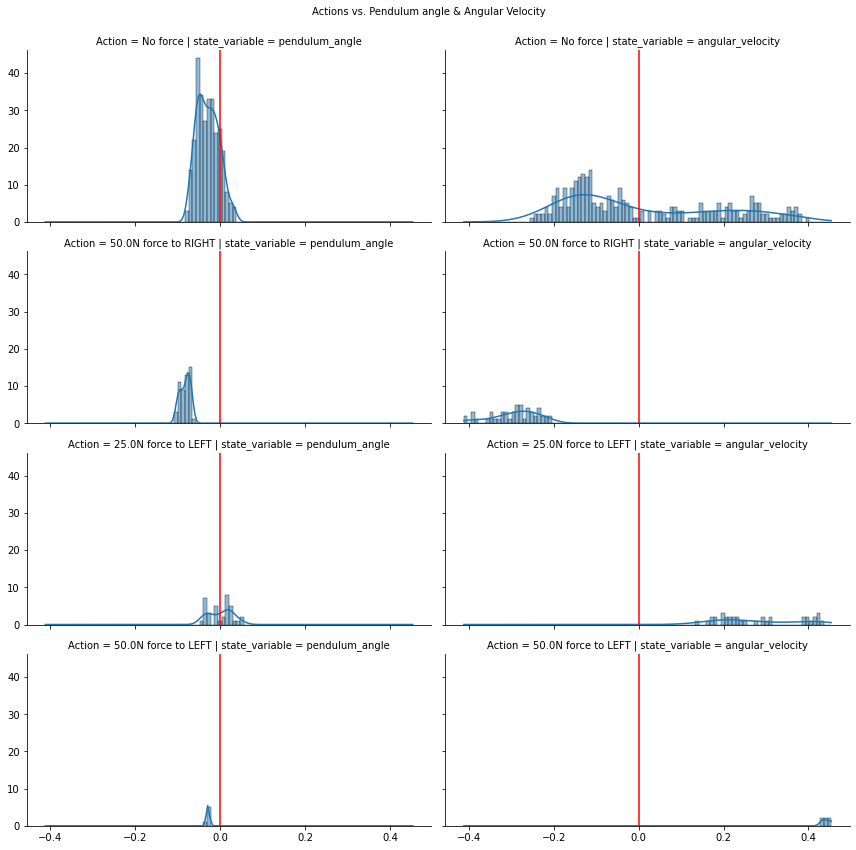 Actions vs. Pendulum angle & Angular Velocity
Action = No force | state_variable = pendulum_angle
Action = No force | state_variable = angular_velocity
40
30
20
10
0
Action = 50.0N force to RIGHT | state_variable = pendulum_angle
Action = 50.0N force to RIGHT | state_variable = angular_velocity
40
30
20
10
0
Action = 25.0N force to LEFT | state_variable = pendulum_angle
Action = 25.0N force to LEFT | state_variable = angular_velocity
40
30
20
10
0
Action = 50.0N force to LEFT | state_variable = pendulum_angle
Action = 50.0N force to LEFT | state_variable = angular_velocity
40
30
20
10
0
−0.4 −0.2 0.0 0.2 0.4
−0.4 −0.2 0.0 0.2 0.4